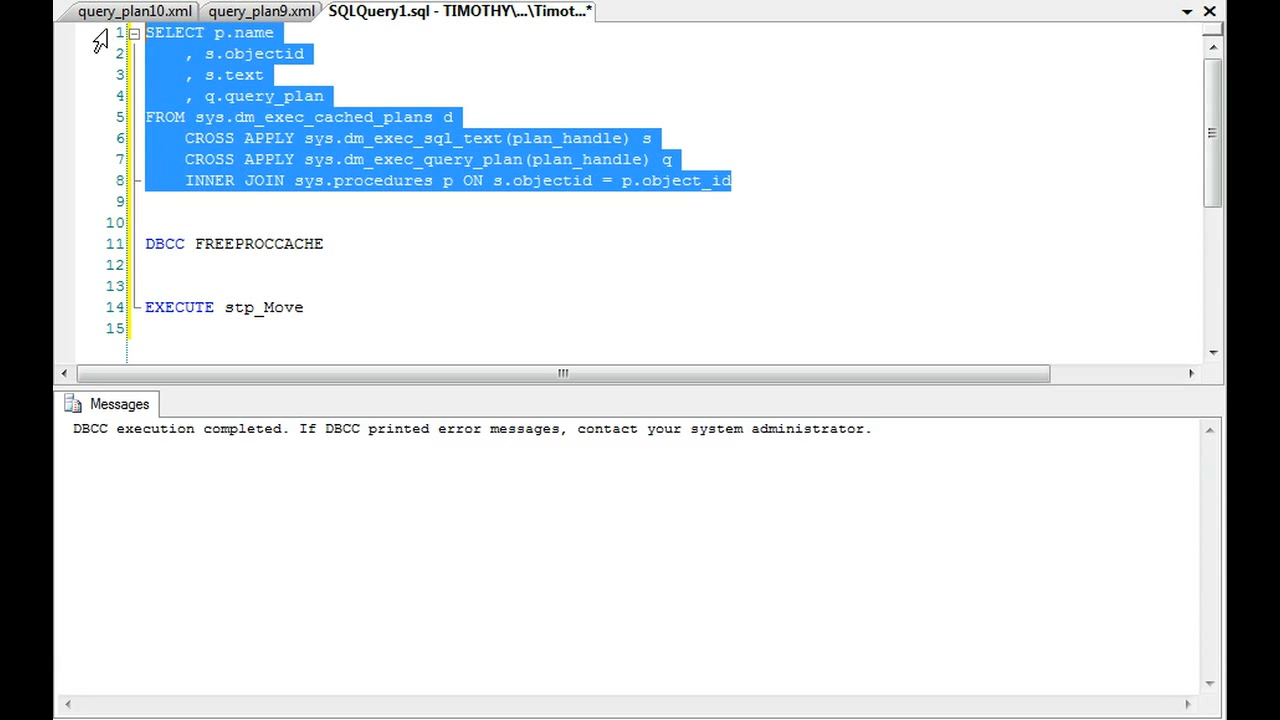 query_plan10.xml query_plan9.xml SQLQuery1.sql - TIMOTHY\...\Timot...*
1 SELECT p.name
2 , s.objectid
3 , s.text
4 , q.query_plan
5 FROM sys.dm_exec_cached_plans d
6 CROSS APPLY sys.dm_exec_sql_text(plan_handle) s
7 CROSS APPLY sys.dm_exec_query_plan(plan_handle) q
8 INNER JOIN sys.procedures p ON s.objectid = p.object_id
9
10
11 DBCC FREEPROCCACHE
12
13
14 EXECUTE stp_Move
15
Messages
DBCC execution completed. If DBCC printed error messages, contact your system administrator.